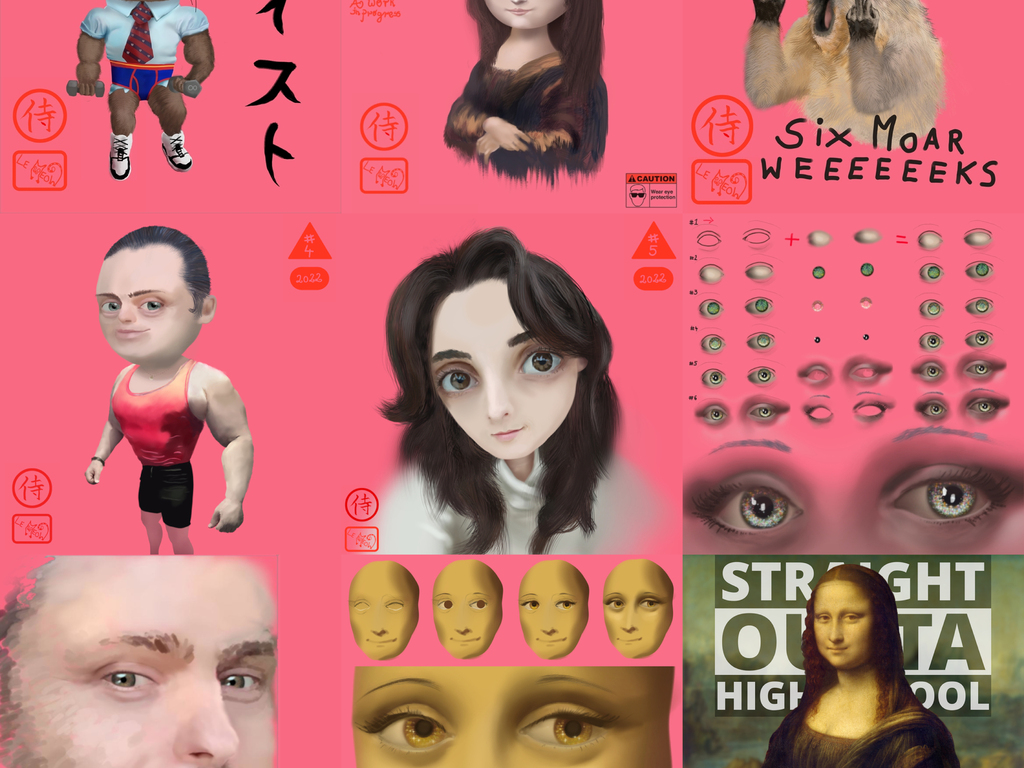 イ
ス
ト
侍
LE
MEOW
As work
In progress
侍
LE
MEOW
CAUTION
Wear eye
protection
侍
LE
MEOW
Six MOAR
WEEEEEEKS
#
4
2022
侍
LE
MEOW
#
5
2022
侍
LE
MEOW
#1
+
=
#2
#3
#4
#5
#6
STRAIGHT
HIGH